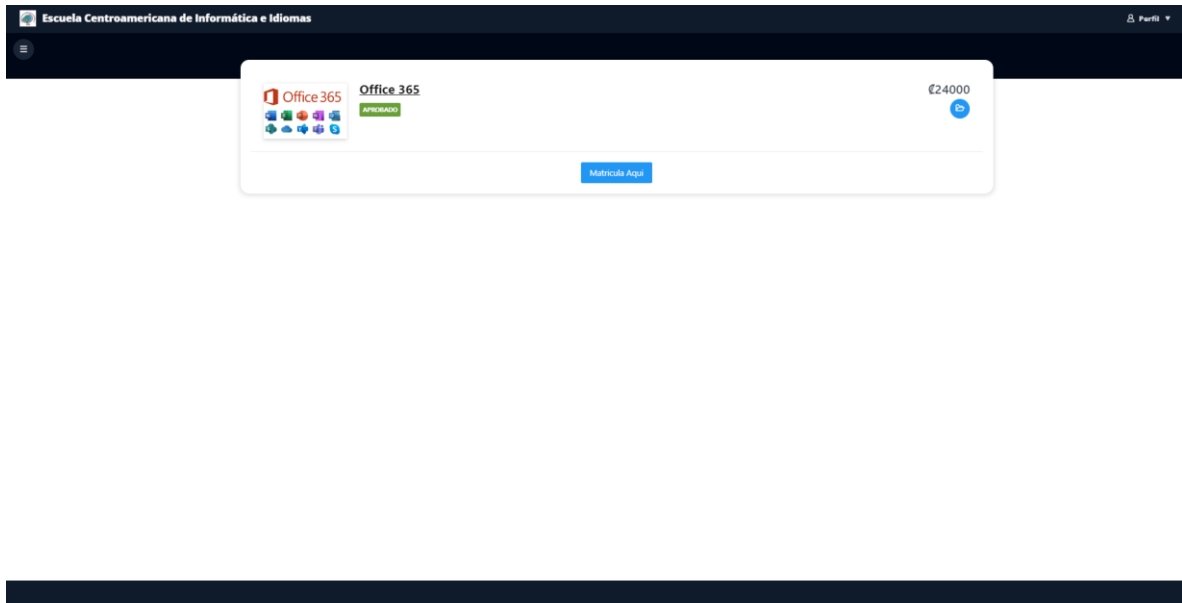 Escuela Centroamericana de Informática e Idiomas
Perfil
Office 365
Office 365
APROBADO
₡24000
Matricula Aqui